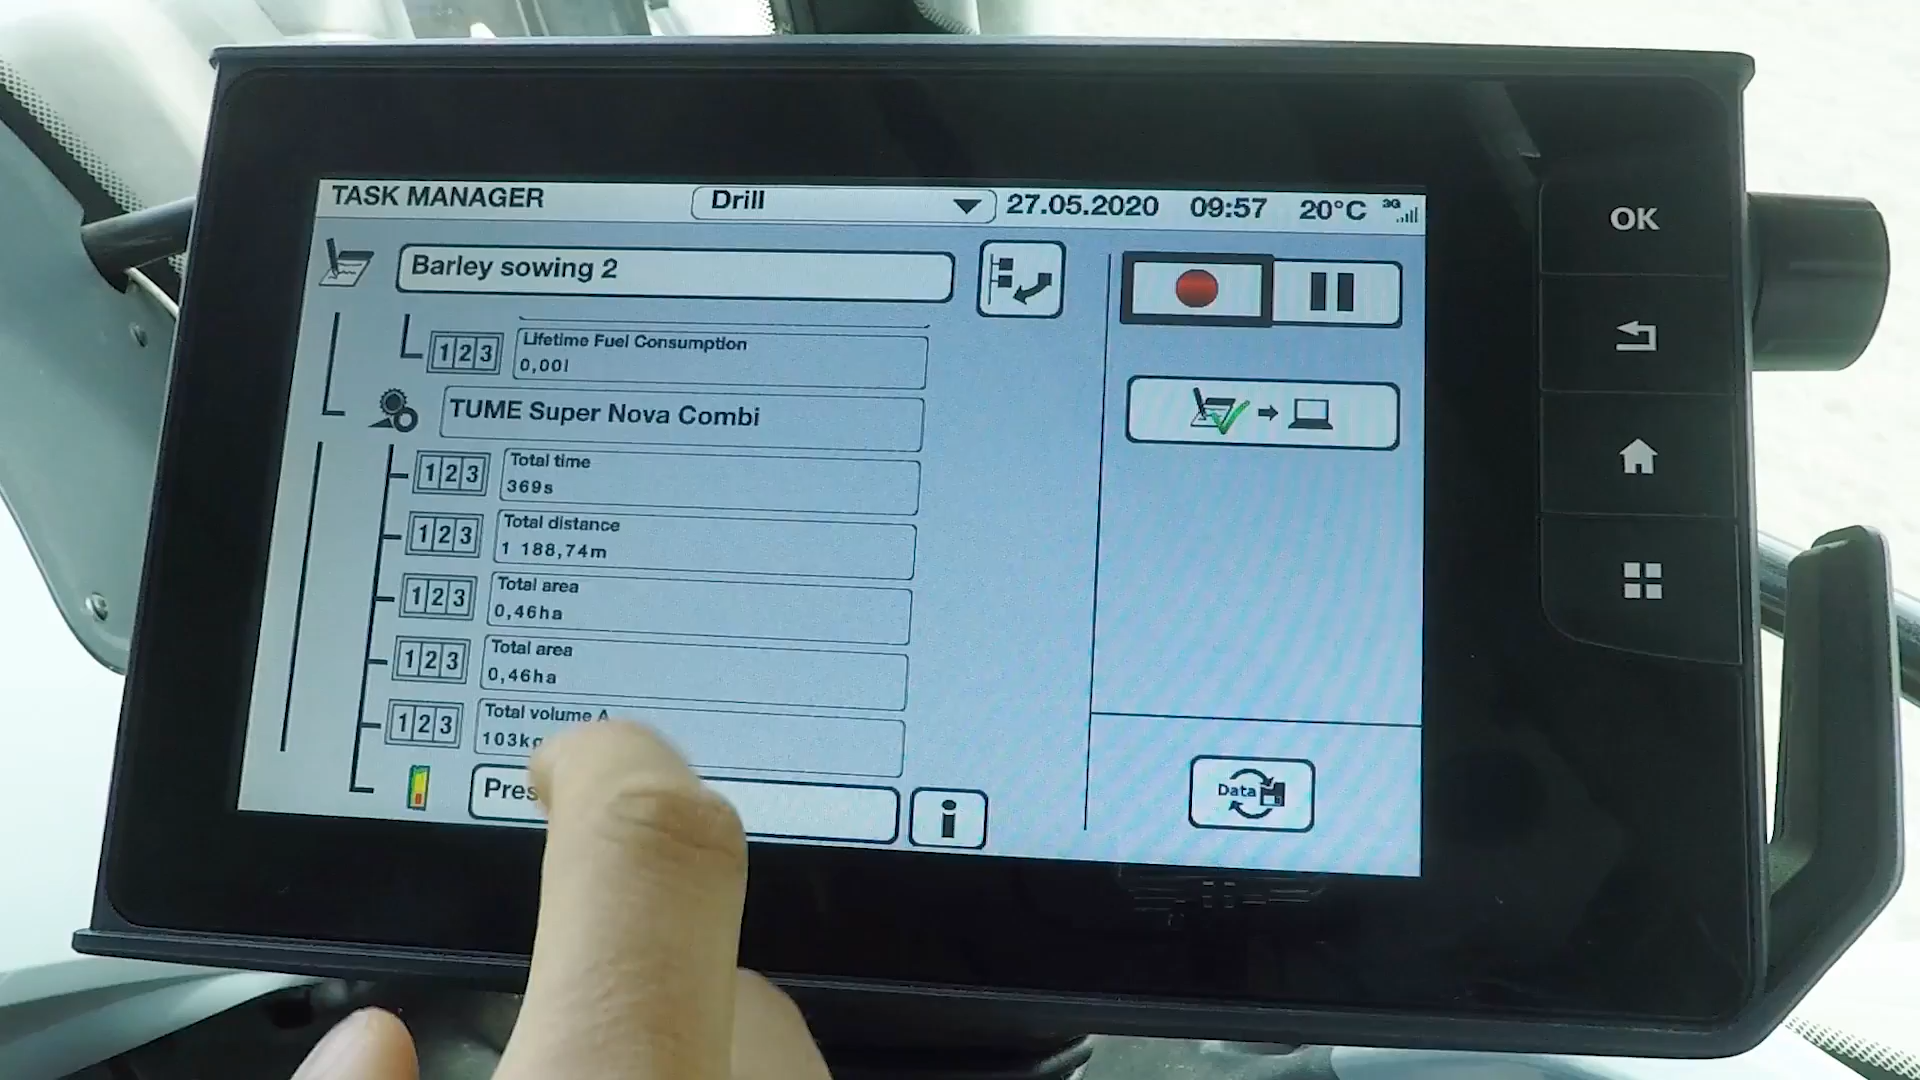 TASK MANAGER
Drill
27.05.2020 09:57 20°C 3G
Barley sowing 2
123 Lifetime Fuel Consumption
0,00l
TUME Super Nova Combi
123 Total time
369s
123 Total distance
1 188,74m
123 Total area
0,46ha
123 Total area
0,46ha
123 Total volume A
103kg
i
Data
OK